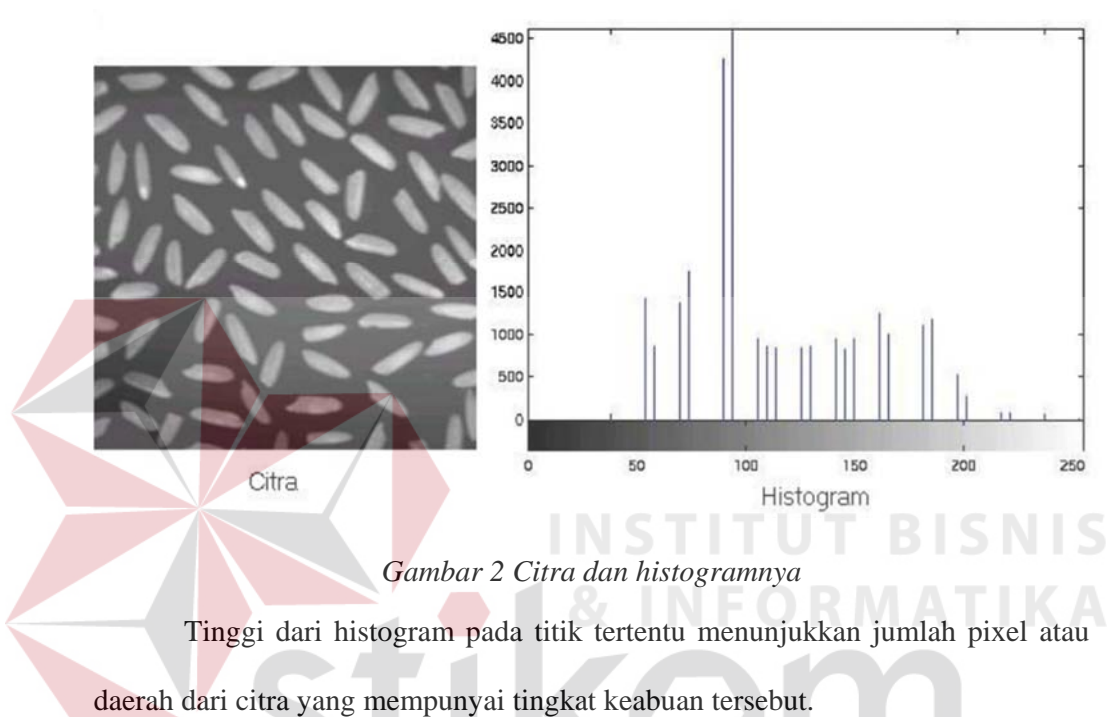 4500
4000
3500
3000
2500
2000
1500
1000
500
0
0 50 100 150 200 250
Citra
Histogram
INSTITUT BISNIS
& INFORMATIKA
stikom
Gambar 2 Citra dan histogramnya
Tinggi dari histogram pada titik tertentu menunjukkan jumlah pixel atau
daerah dari citra yang mempunyai tingkat keabuan tersebut.